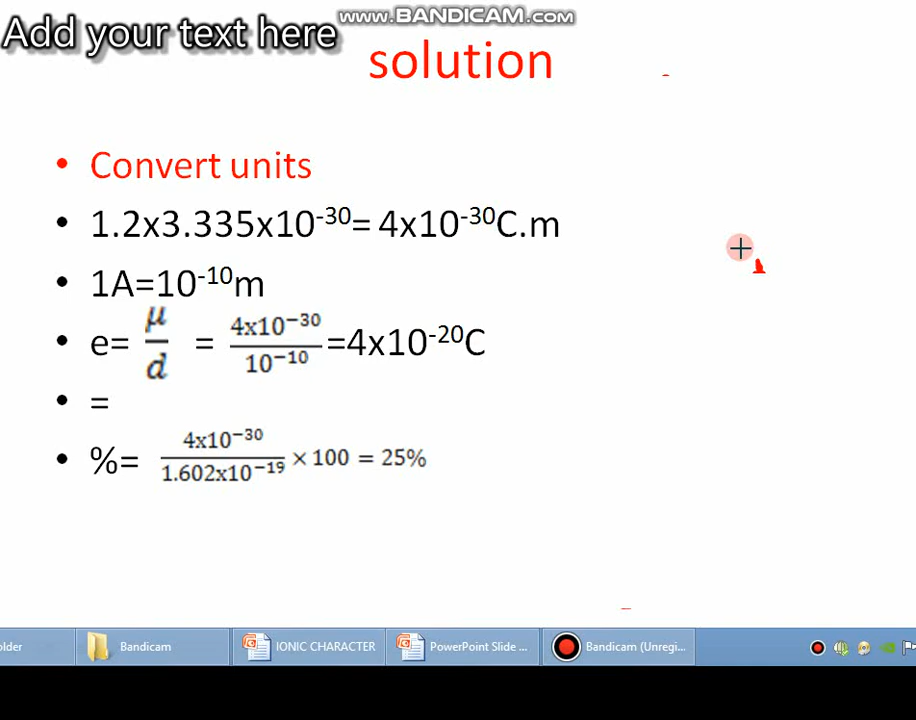 www.BANDICAM.com
Add your text here
solution
• Convert units
• 1.2x3.335x10⁻³⁰= 4x10⁻³⁰C.m
• 1A=10⁻¹⁰m
• e= μ/d = 4x10⁻³⁰/10⁻¹⁰ =4x10⁻²⁰C
• =
• %= 4x10⁻³⁰/1.602x10⁻¹⁹ × 100 = 25%
older Bandicam IONIC CHARACTER PowerPoint Slide ... Bandicam (Unregi...